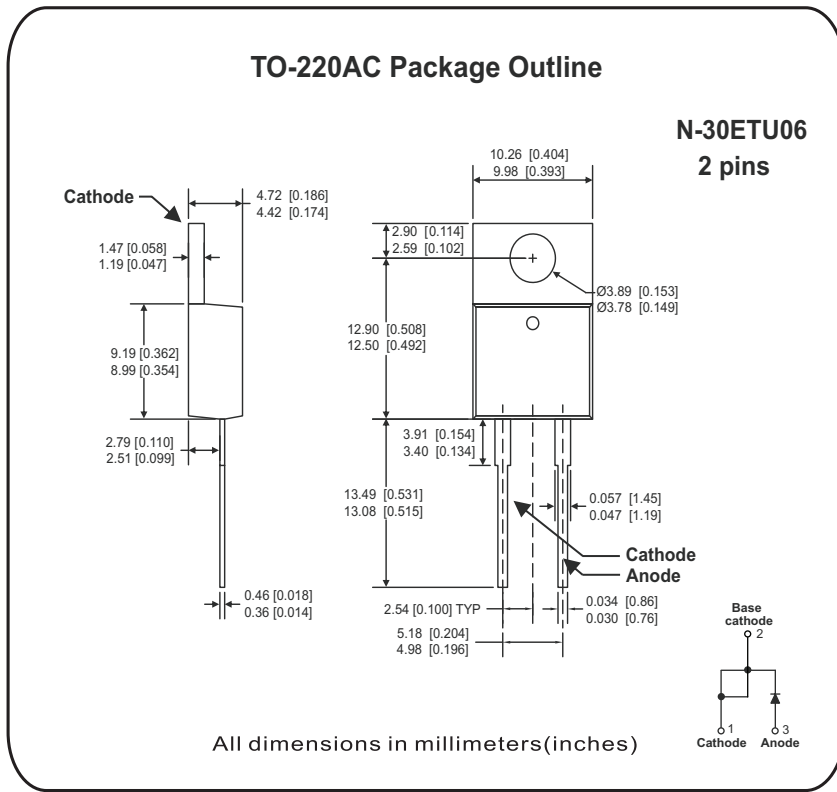 TO-220AC Package Outline
N-30ETU06
2 pins
10.26 [0.404]
9.98 [0.393]
Cathode
4.72 [0.186]
4.42 [0.174]
2.90 [0.114]
2.59 [0.102]
1.47 [0.058]
1.19 [0.047]
Ø3.89 [0.153]
Ø3.78 [0.149]
12.90 [0.508]
12.50 [0.492]
9.19 [0.362]
8.99 [0.354]
2.79 [0.110]
2.51 [0.099]
3.91 [0.154]
3.40 [0.134]
13.49 [0.531]
13.08 [0.515]
0.057 [1.45]
0.047 [1.19]
Cathode
Anode
0.46 [0.018]
0.36 [0.014]
2.54 [0.100] TYP
0.034 [0.86]
0.030 [0.76]
5.18 [0.204]
4.98 [0.196]
Base
cathode
2
1
3
Cathode
Anode
All dimensions in millimeters(inches)